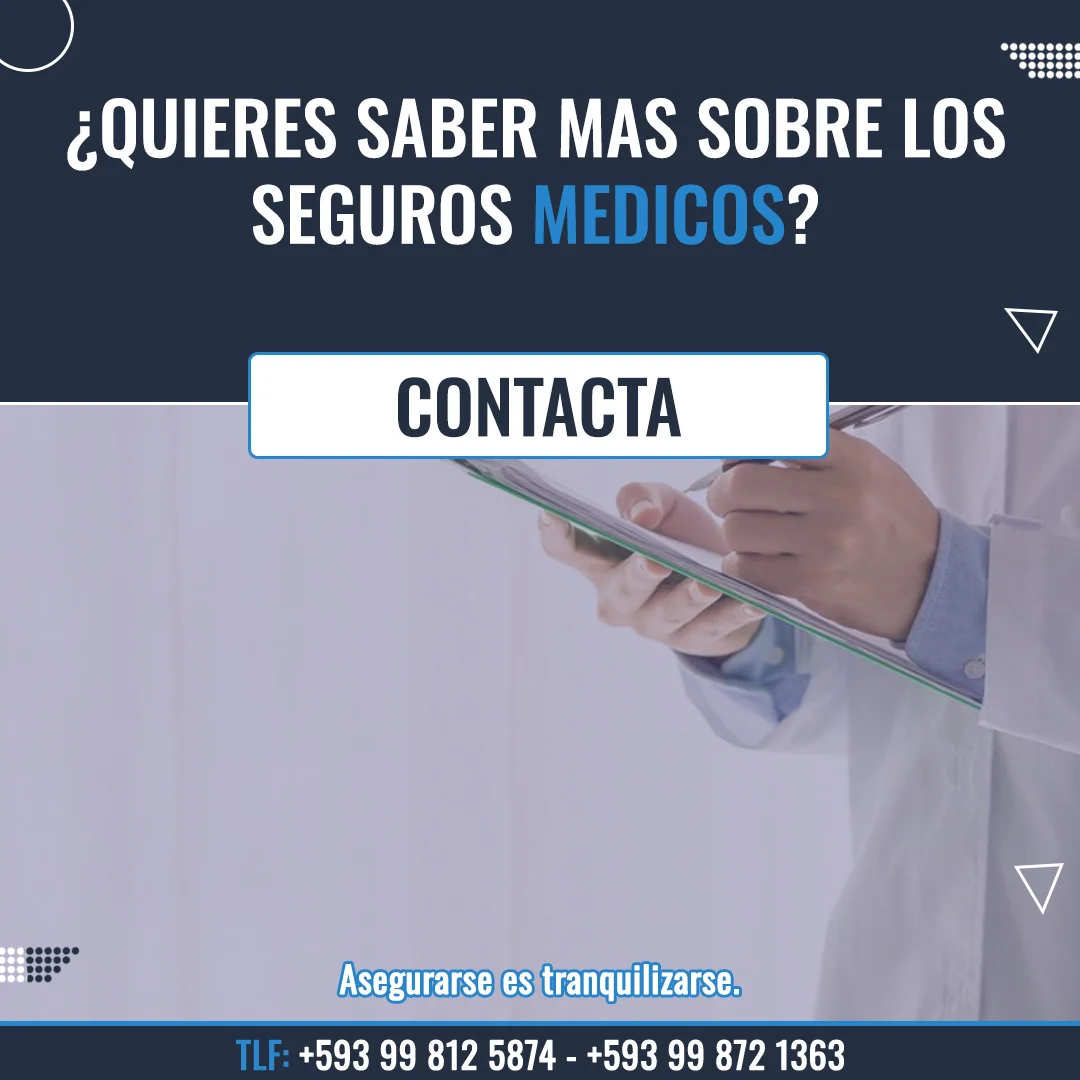 ¿QUIERES SABER MAS SOBRE LOS
SEGUROS MEDICOS?
CONTACTA
Asegurarse es tranquilizarse.
TLF: +593 99 812 5874 - +593 99 872 1363